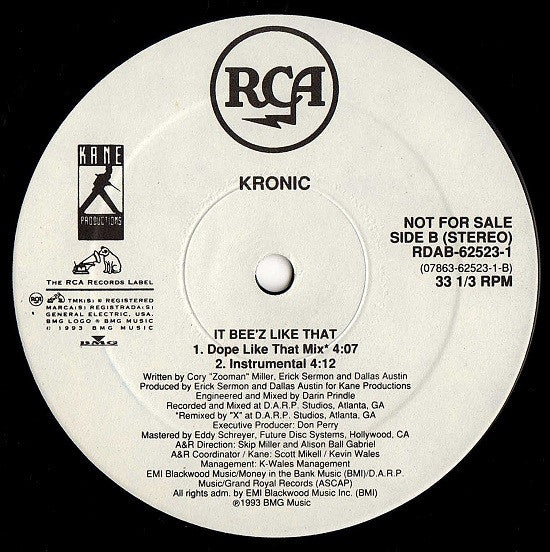 RCA
KRONIC
KANE
PRODUCTIONS
NOT FOR SALE
SIDE B (STEREO)
RDAB-62523-1
(07863-62523-1-B)
33 1/3 RPM
THE RCA RECORDS LABEL
RCA TMK(S) ® REGISTERED
MARCA(S) REGISTRADA(S)
GENERAL ELECTRIC, USA.
BMG LOGO ® BMG MUSIC
© 1993 BMG MUSIC
BMG
IT BEE'Z LIKE THAT
1. Dope Like That Mix* 4:07
2. Instrumental 4:12
Written by Cory "Zooman" Miller, Erick Sermon and Dallas Austin
Produced by Erick Sermon and Dallas Austin for Kane Productions
Engineered and Mixed by Darin Prindle
Recorded and Mixed at D.A.R.P. Studios, Atlanta, GA
*Remixed by "X" at D.A.R.P. Studios, Atlanta, GA
Executive Producer: Don Perry
Mastered by Eddy Schreyer, Future Disc Systems, Hollywood, CA
A&R Direction: Skip Miller and Alison Ball Gabriel
A&R Coordinator / Kane: Scott Mikell / Kevin Wales
Management: K-Wales Management
EMI Blackwood Music/Money in the Bank Music (BMI)/D.A.R.P.
Music/Grand Royal Records (ASCAP)
All rights adm. by EMI Blackwood Music Inc. (BMI)
℗1993 BMG Music